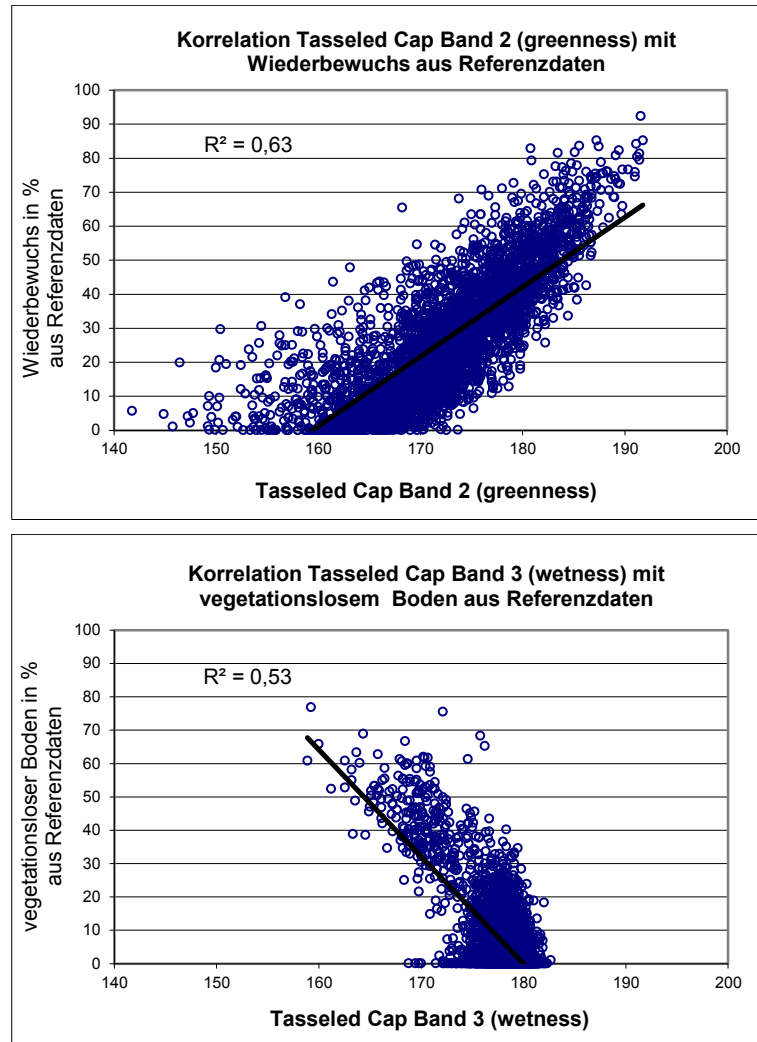 Korrelation Tasseled Cap Band 2 (greenness) mit
Wiederbewuchs aus Referenzdaten
R² = 0,63
Wiederbewuchs in %
aus Referenzdaten
100
90
80
70
60
50
40
30
20
10
0
140 150 160 170 180 190 200
Tasseled Cap Band 2 (greenness)
Korrelation Tasseled Cap Band 3 (wetness) mit
vegetationslosem Boden aus Referenzdaten
R² = 0,53
vegetationsloser Boden in %
aus Referenzdaten
100
90
80
70
60
50
40
30
20
10
0
140 150 160 170 180 190 200
Tasseled Cap Band 3 (wetness)